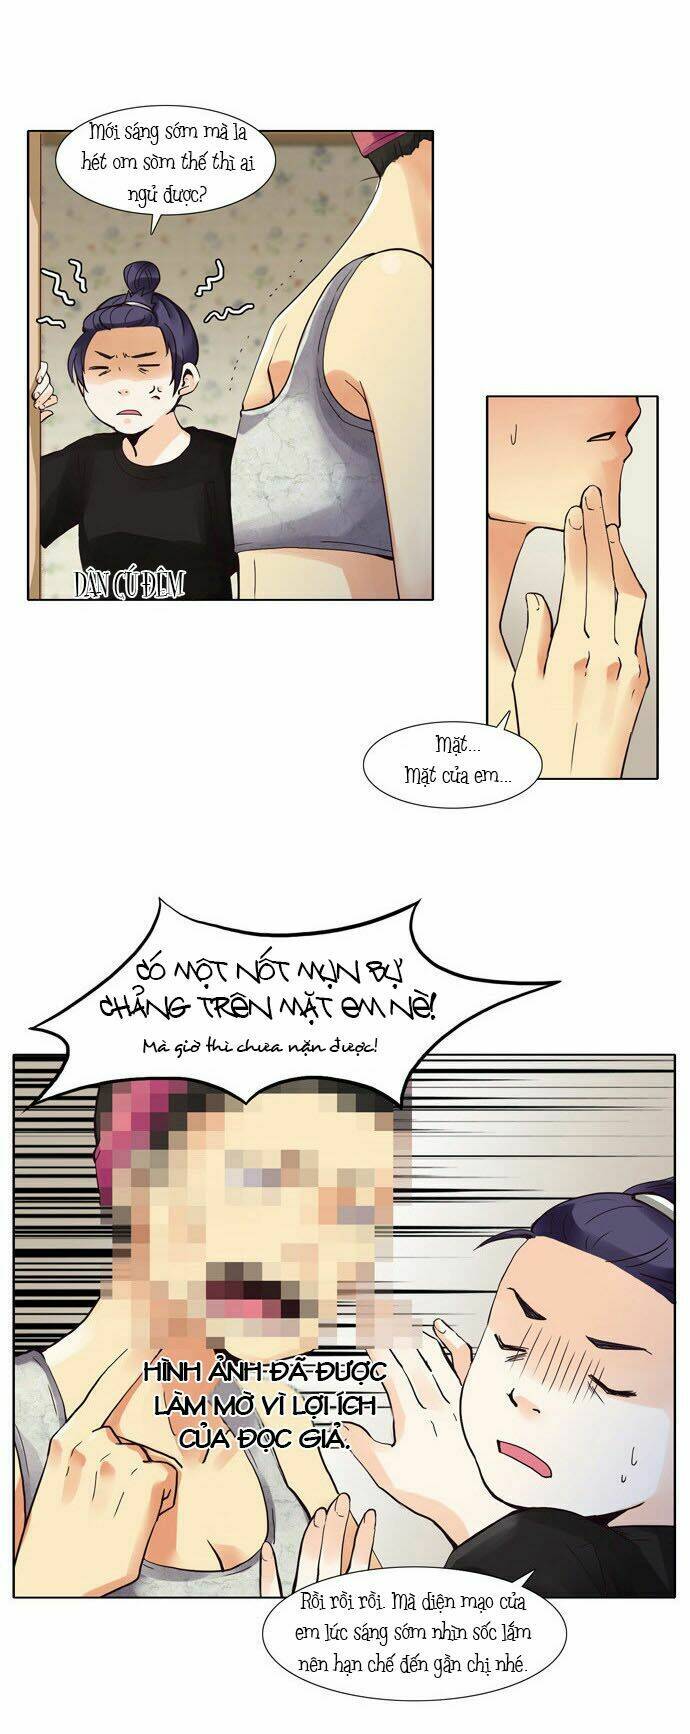 Mới sáng sớm mà la
hét om sòm thế thì ai
ngủ được?
DÂN CÚ ĐÊM
Mặt...
Mặt của em...
CÓ MỘT NỐT MỤN BỰ
CHẢNG TRÊN MẶT EM NÈ!
Mà giờ thì chưa nặn được!
HÌNH ẢNH ĐÃ ĐƯỢC
LÀM MỜ VÌ LỢI ÍCH
CỦA ĐỌC GIẢ.
Rồi rồi rồi. Mà diện mạo của
em lúc sáng sớm nhìn sốc lắm
nên hạn chế đến gần chị nhé.